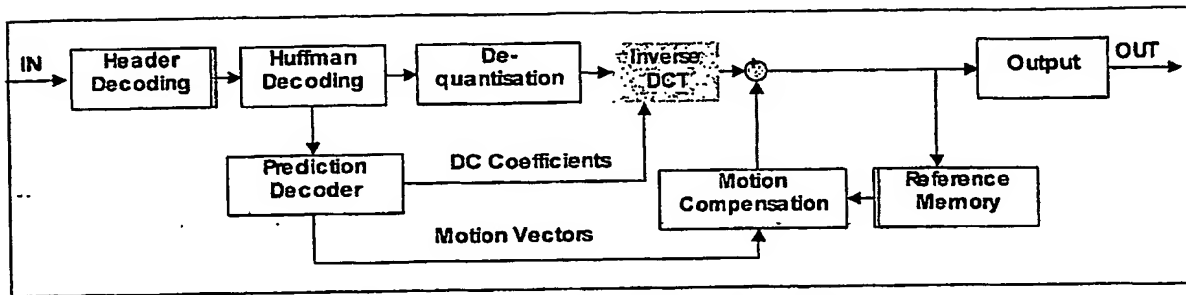 IN
Header
Decoding
Huffman
Decoding
De-
quantisation
Inverse
DCT
Output
OUT
Prediction
Decoder
DC Coefficients
Motion
Compensation
Reference
Memory
Motion Vectors